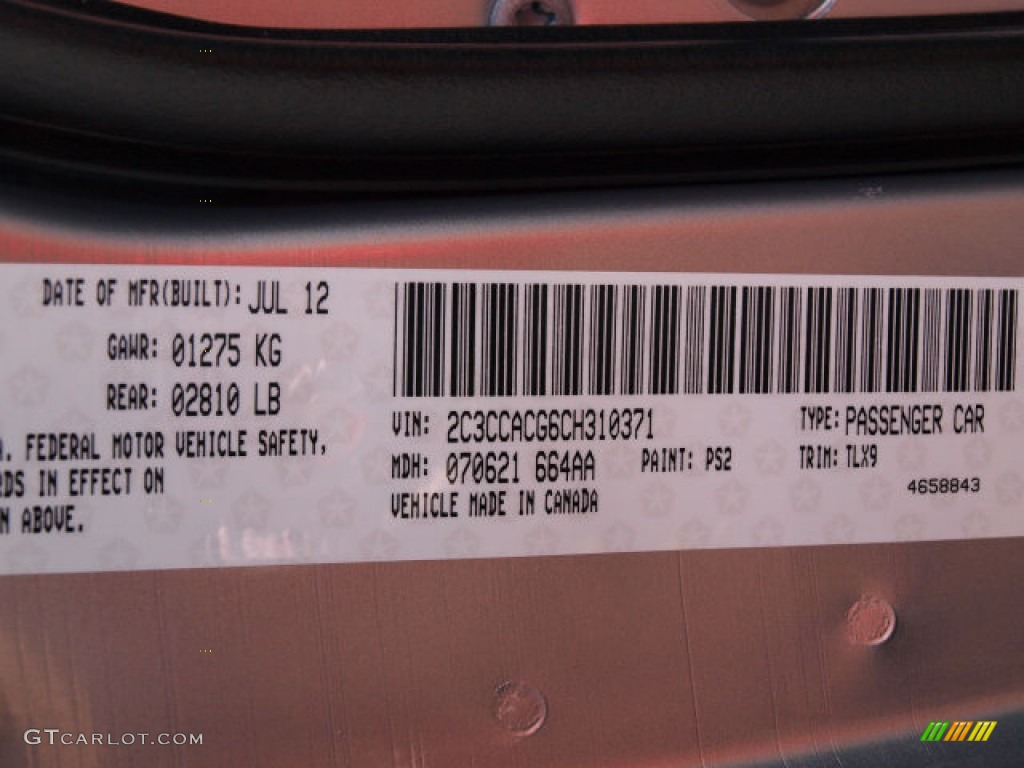 DATE OF MFR(BUILT): JUL 12
GAWR: 01275 KG
REAR: 02810 LB
. FEDERAL MOTOR VEHICLE SAFETY,
RDS IN EFFECT ON
N ABOVE.
VIN: 2C3CCACG6CH310371
TYPE: PASSENGER CAR
MDH: 070621 664AA
PAINT: PS2
TRIM: TLX9
VEHICLE MADE IN CANADA
4658843
GTCARLOT.COM